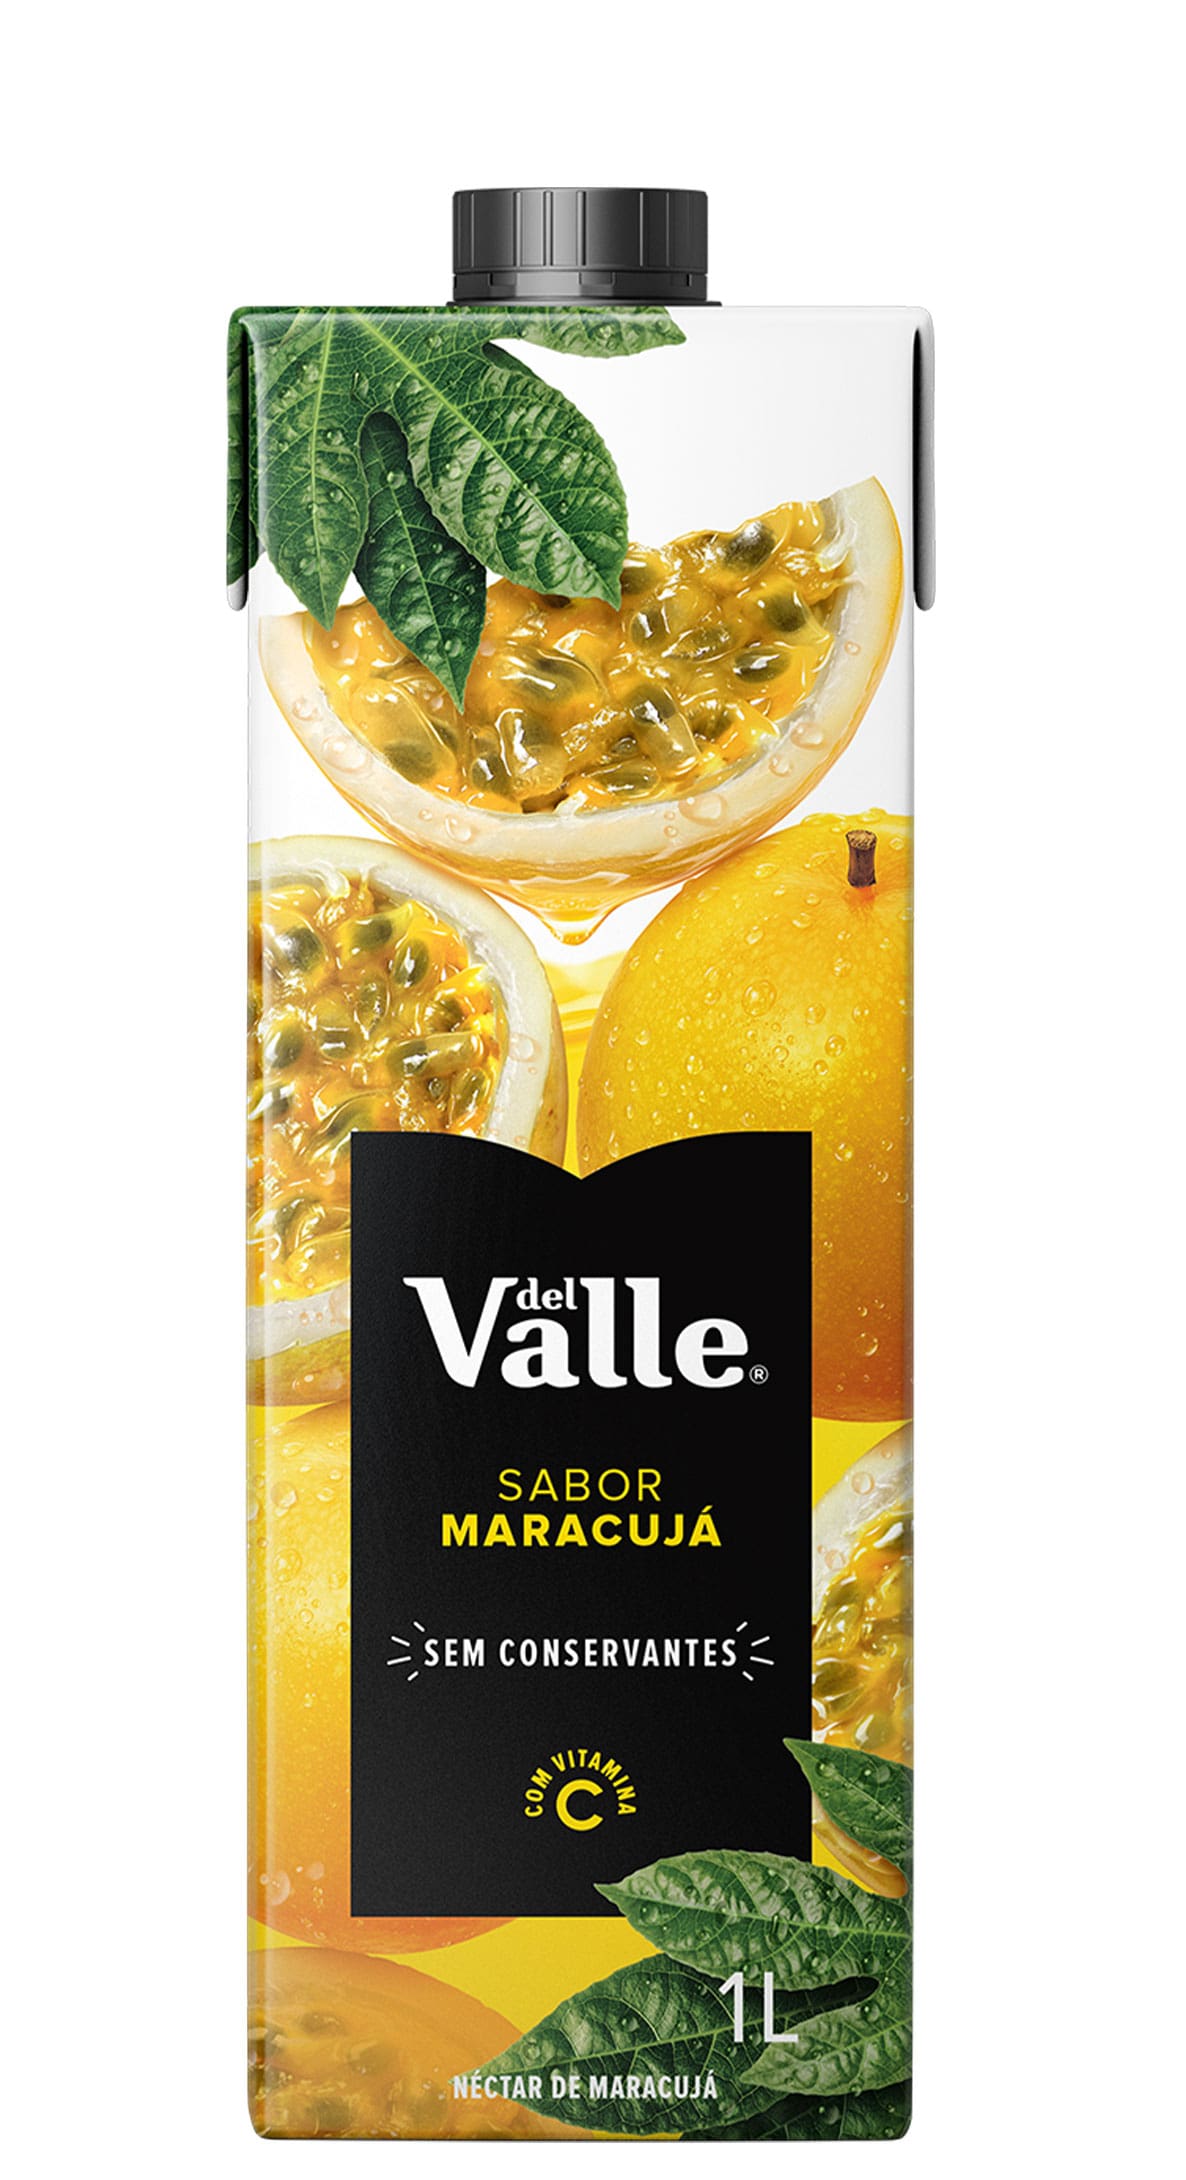 del
Valle®
SABOR
MARACUJÁ
SEM CONSERVANTES
COM VITAMINA
C
1L
NÉCTAR DE MARACUJÁ